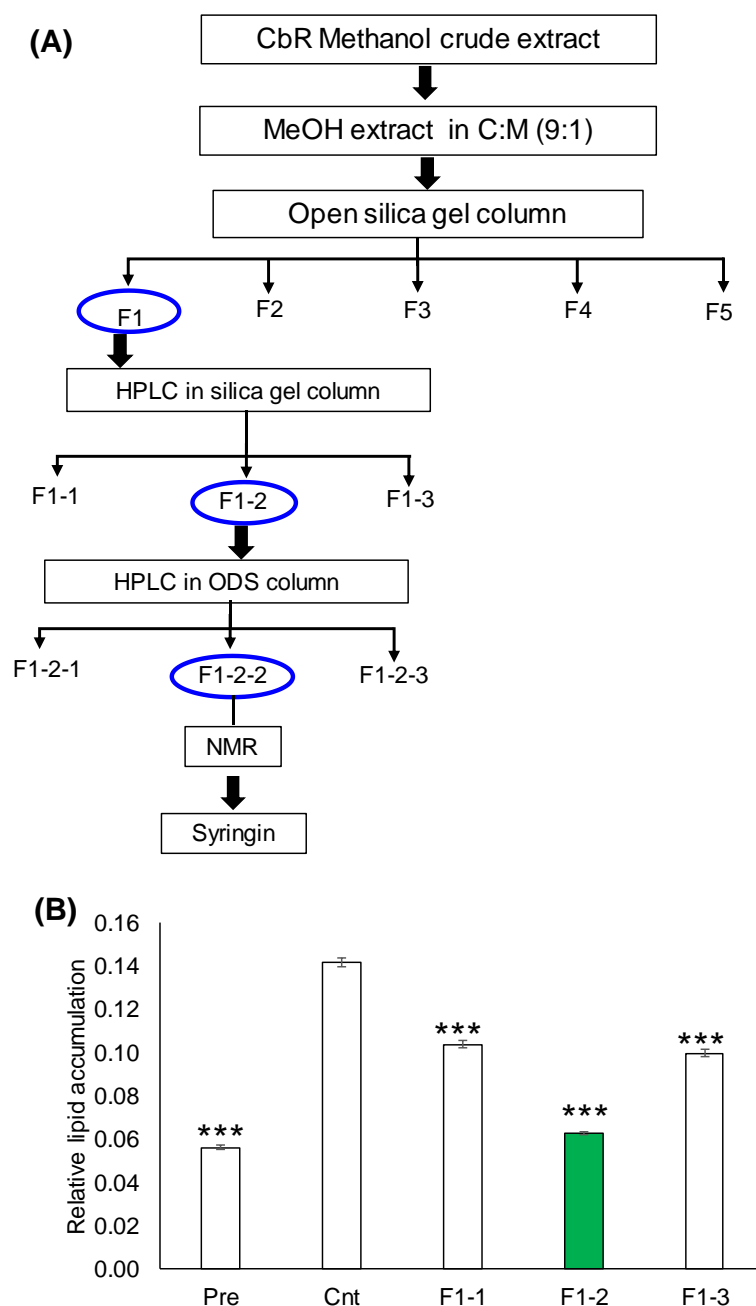 (A)
CbR Methanol crude extract
MeOH extract in C:M (9:1)
Open silica gel column
F1 F2 F3 F4 F5
HPLC in silica gel column
F1-1 F1-2 F1-3
HPLC in ODS column
F1-2-1 F1-2-2 F1-2-3
NMR
Syringin
(B)
Relative lipid accumulation
0.16
0.14
0.12
0.10
0.08
0.06
0.04
0.02
0.00
***
***
***
***
Pre Cnt F1-1 F1-2 F1-3